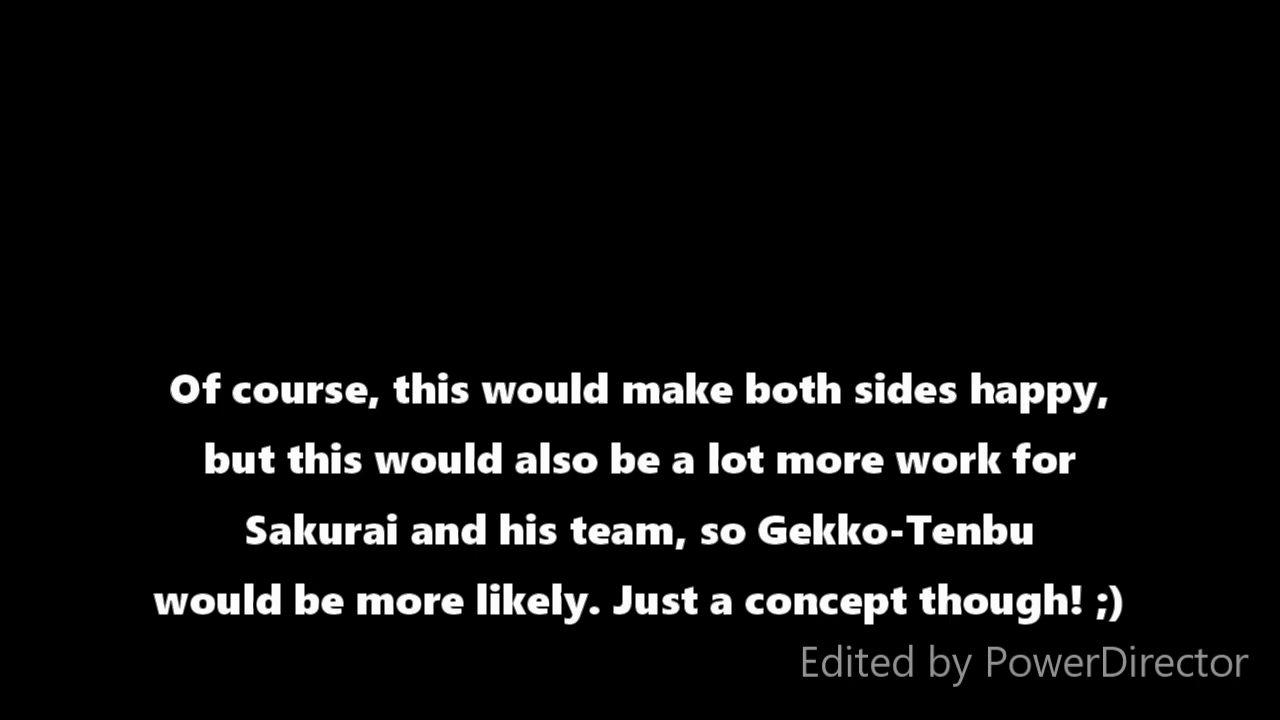 Of course, this would make both sides happy,
but this would also be a lot more work for
Sakurai and his team, so Gekko-Tenbu
would be more likely. Just a concept though! ;)
Edited by PowerDirector